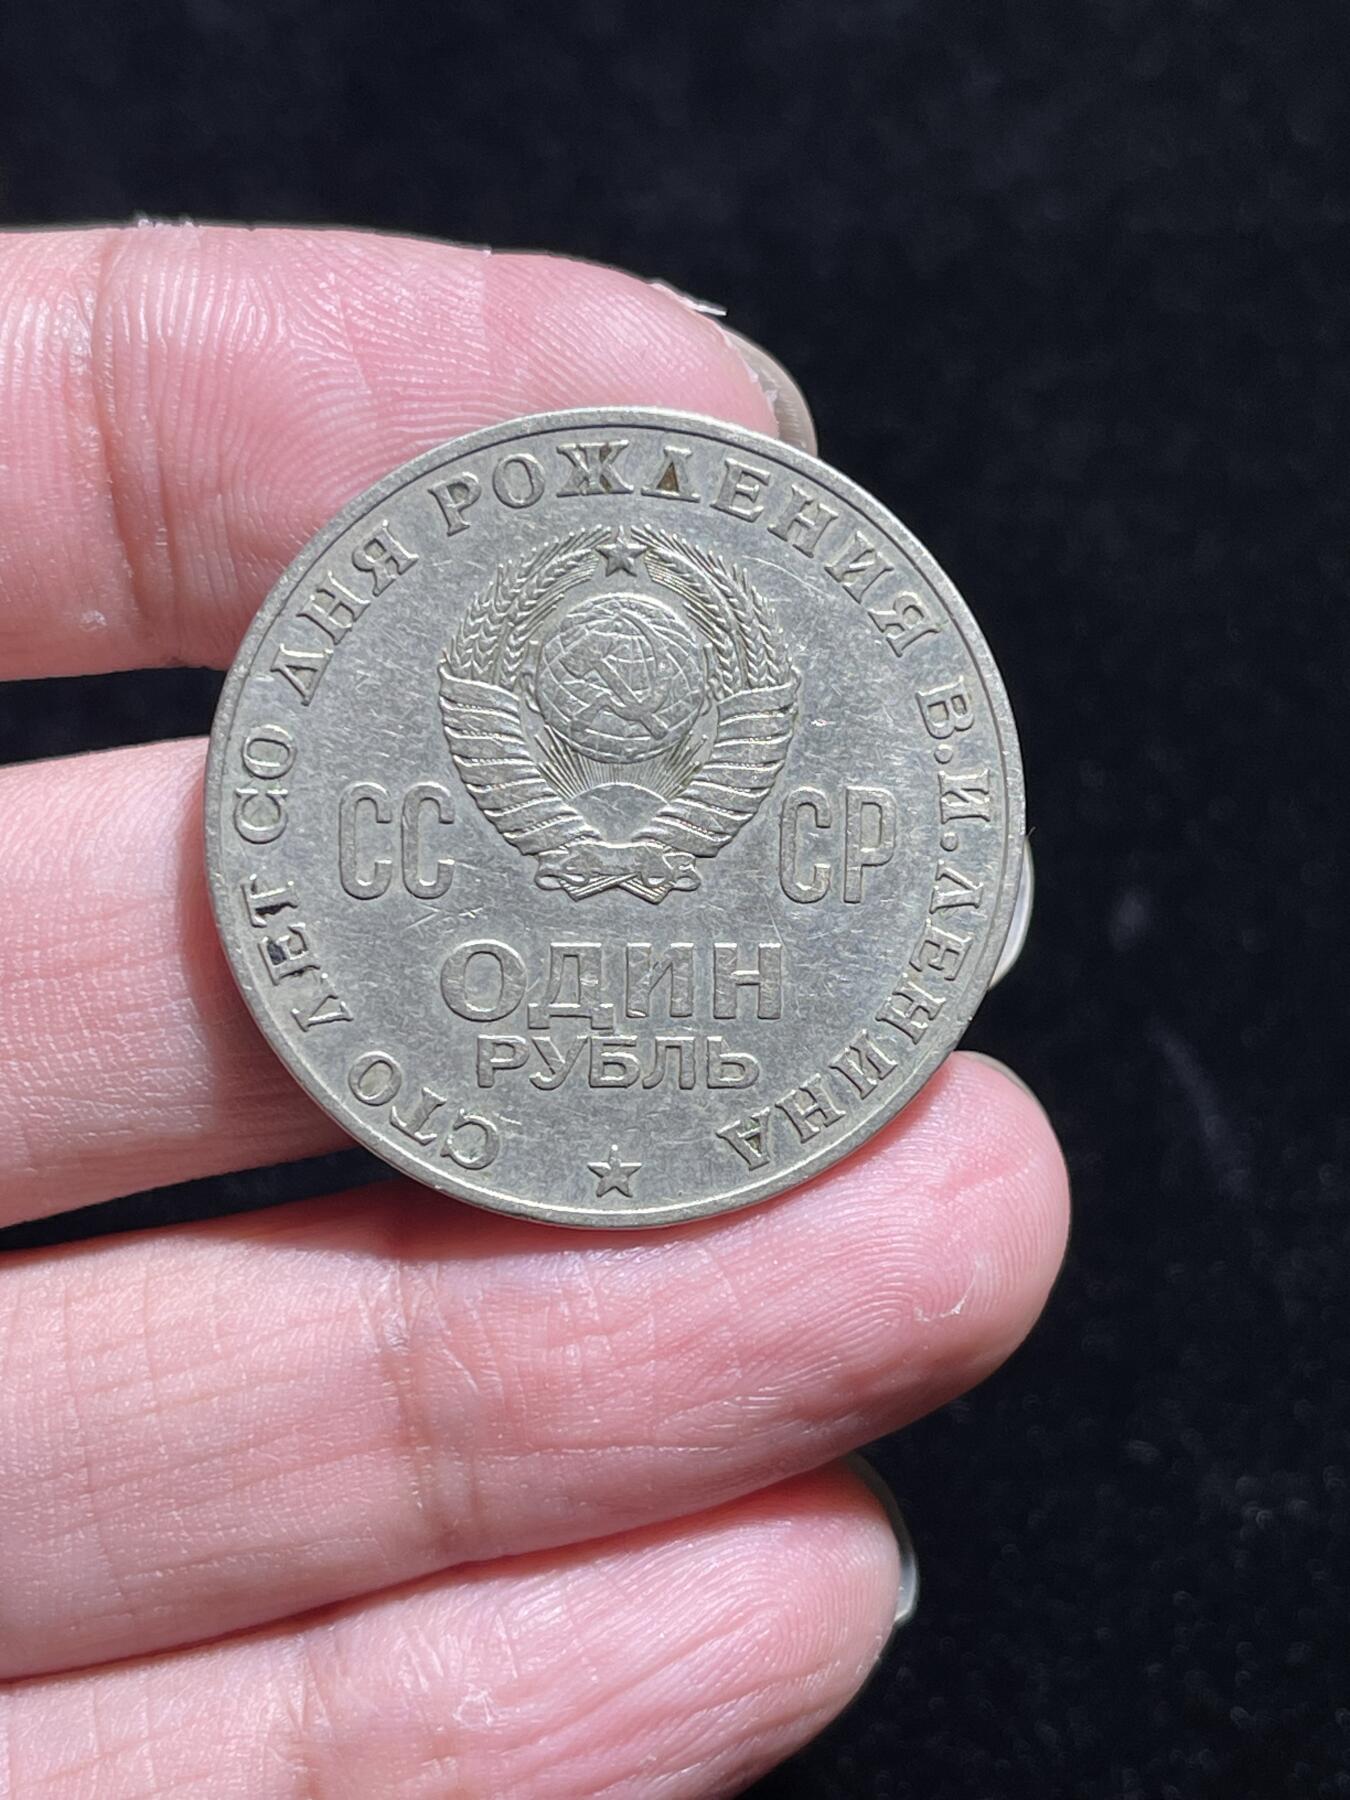 СТО ЛЕТ СО ДНЯ РОЖДЕНИЯ В.И.ЛЕНИНА
СС СР
ОДИН
РУБЛЬ